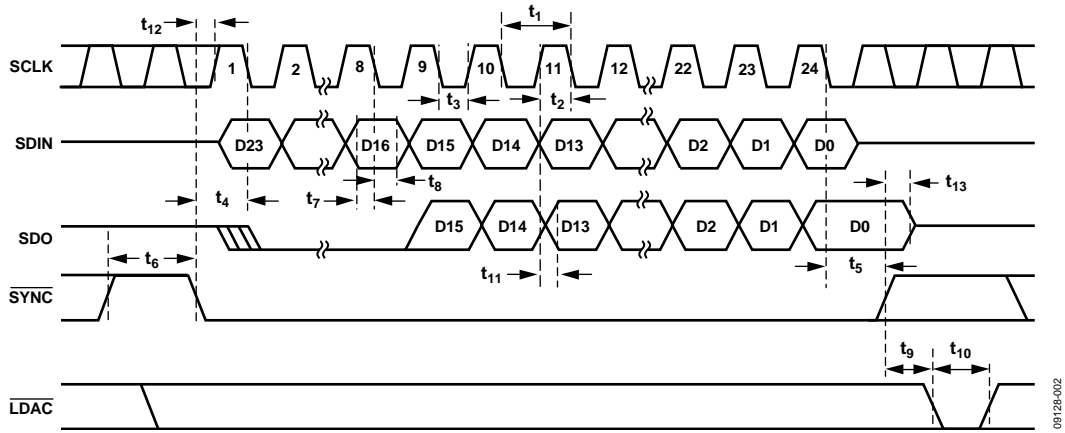 t12
t1
SCLK
1 2 8 9 10 11 12 22 23 24
t3 t2
SDIN
D23 D16 D15 D14 D13 D2 D1 D0
t4 t7 t8 t13
SDO
D15 D14 D13 D2 D1 D0
t6 t11 t5
SYNC
t9 t10
LDAC
09128-002